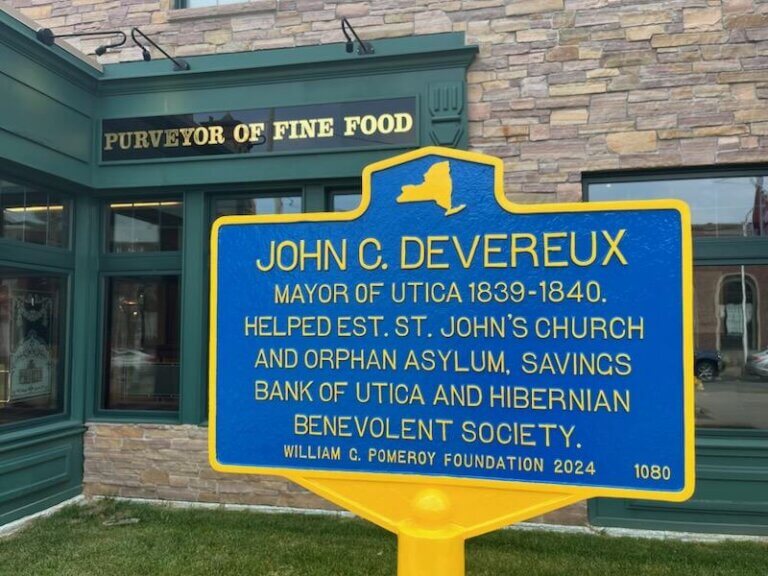 PURVEYOR OF FINE FOOD
JOHN C. DEVEREUX
MAYOR OF UTICA 1839-1840.
HELPED EST. ST. JOHN'S CHURCH
AND ORPHAN ASYLUM, SAVINGS
BANK OF UTICA AND HIBERNIAN
BENEVOLENT SOCIETY.
WILLIAM G. POMEROY FOUNDATION 2024 1080